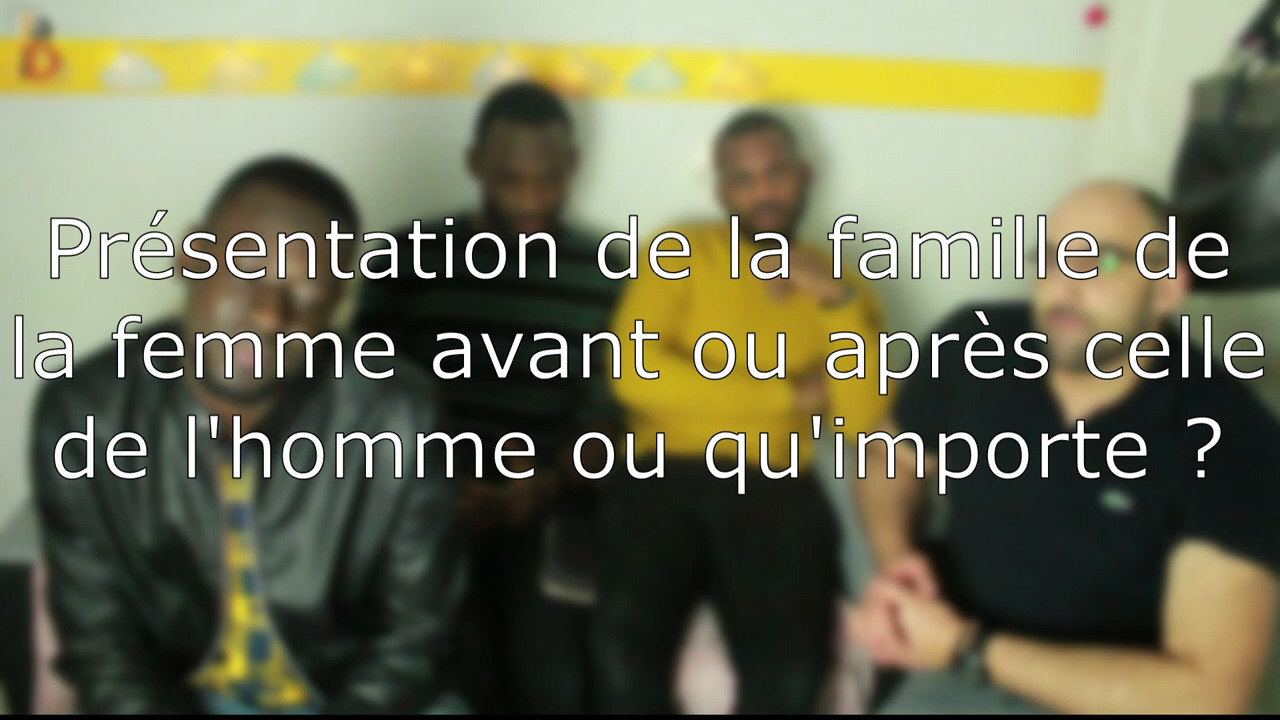 Présentation de la famille de
la femme avant ou après celle
de l'homme ou qu'importe ?